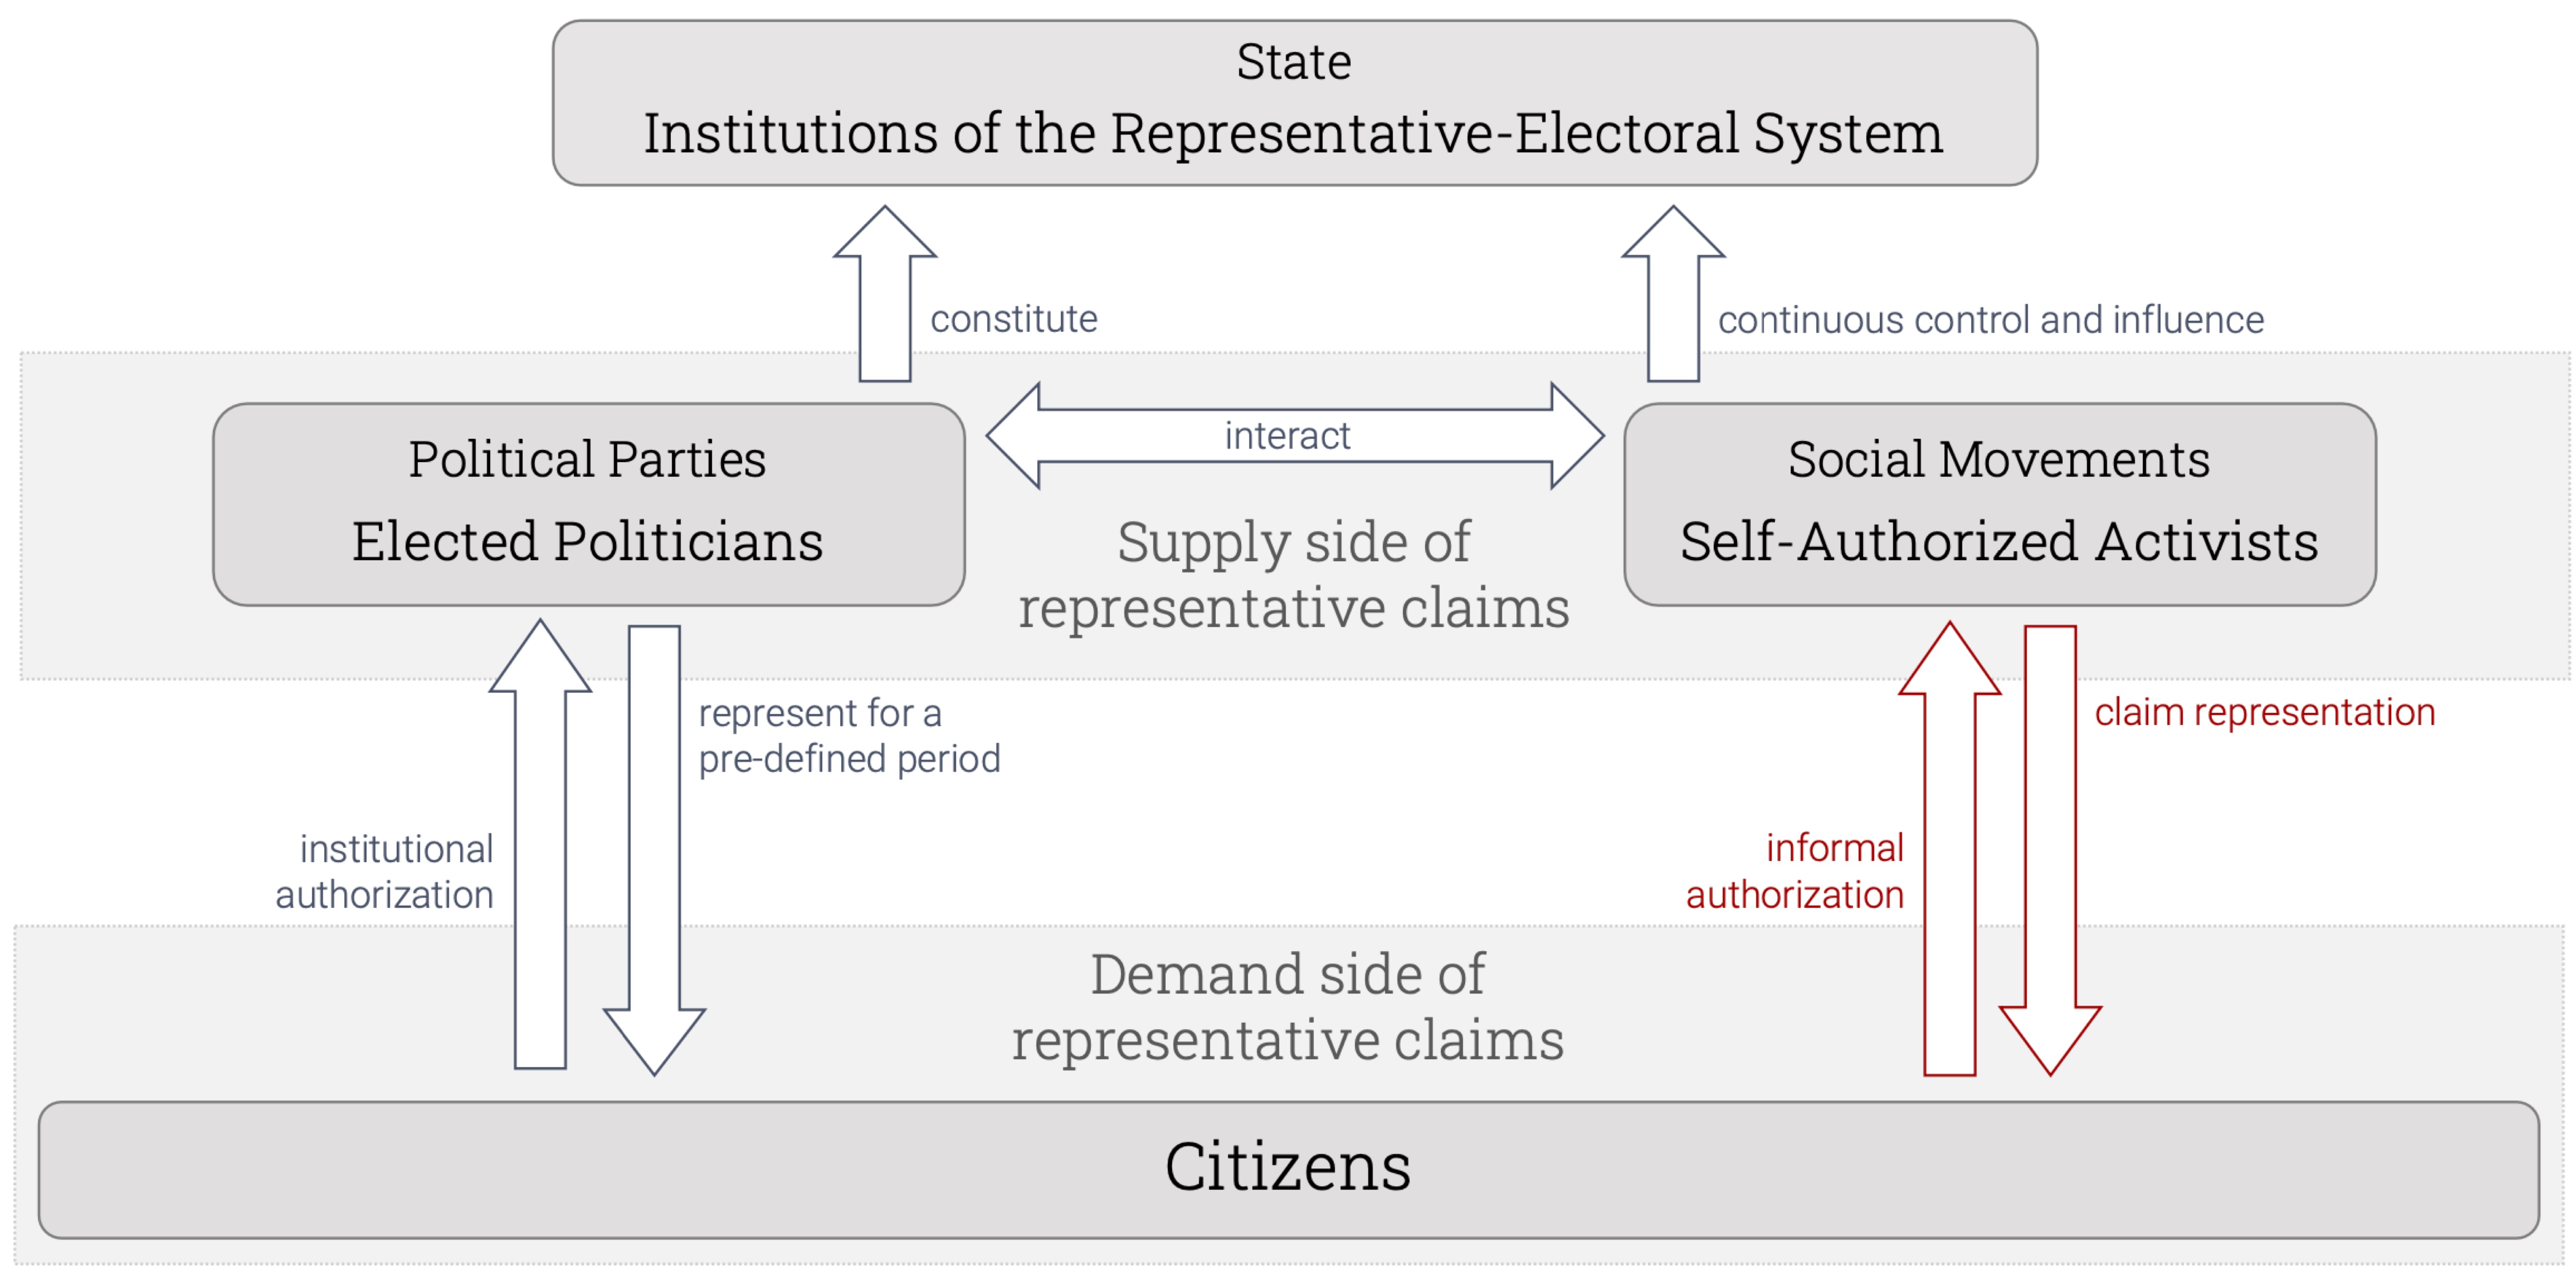 State
Institutions of the Representative-Electoral System
constitute
continuous control and influence
Political Parties
Elected Politicians
interact
Supply side of
representative claims
Social Movements
Self-Authorized Activists
represent for a
pre-defined period
claim representation
institutional
authorization
informal
authorization
Demand side of
representative claims
Citizens